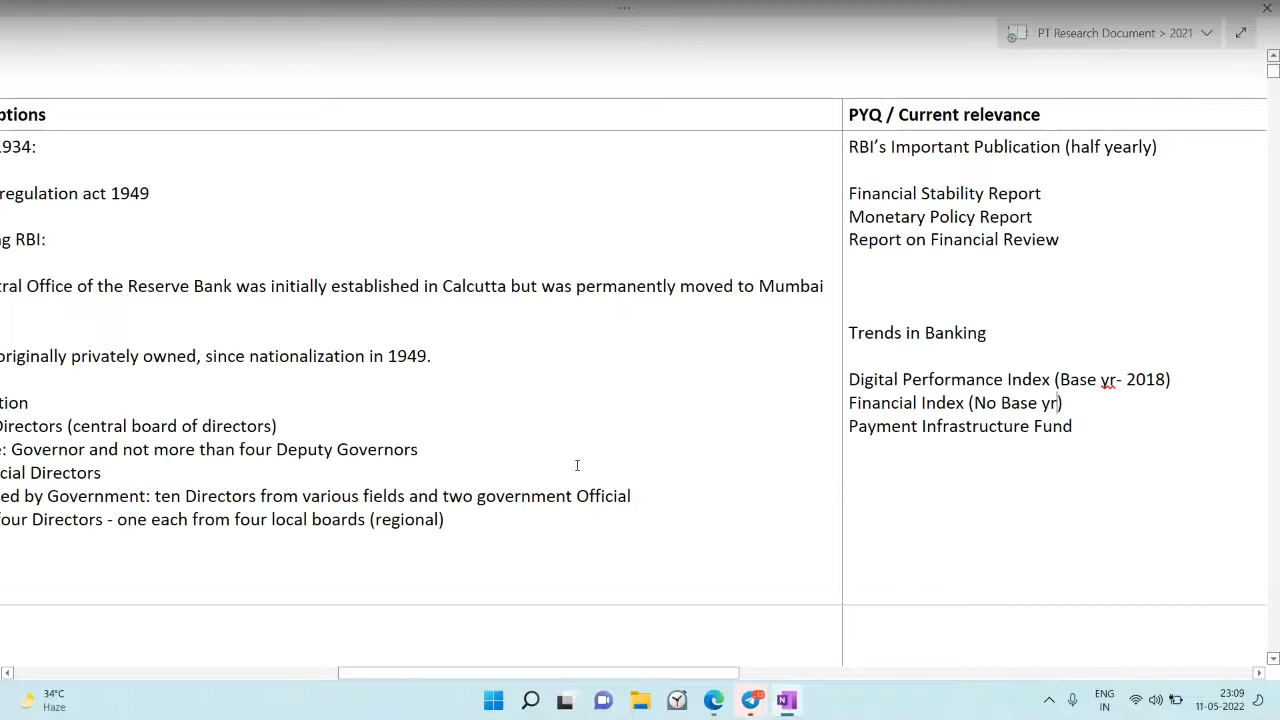 PT Research Document > 2021
ptions
PYQ / Current relevance
1934:
RBI's Important Publication (half yearly)
regulation act 1949
Financial Stability Report
Monetary Policy Report
ng RBI:
Report on Financial Review
tral Office of the Reserve Bank was initially established in Calcutta but was permanently moved to Mumbai
Trends in Banking
originally privately owned, since nationalization in 1949.
Digital Performance Index (Base yr- 2018)
tion
Financial Index (No Base yr)
Directors (central board of directors)
Payment Infrastructure Fund
e: Governor and not more than four Deputy Governors
cial Directors
ed by Government: ten Directors from various fields and two government Official
four Directors - one each from four local boards (regional)
34°C
Haze
ENG
IN
23:09
11-05-2022